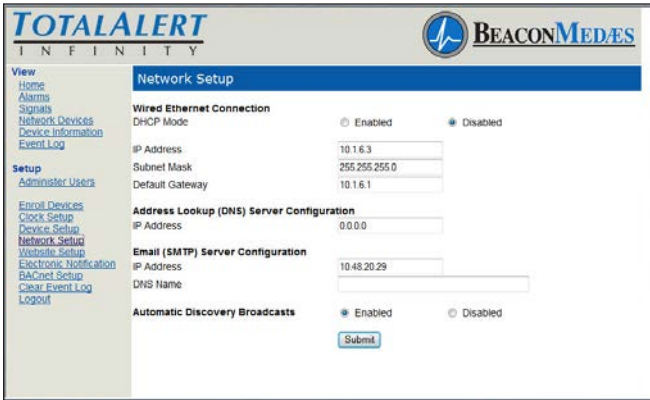 TOTALALERT
INFINITY
BEACONMEDÆS
View
Home
Alarms
Signals
Network Devices
Device Information
Event Log
Setup
Administer Users
Enroll Devices
Clock Setup
Device Setup
Network Setup
Website Setup
Electronic Notification
BACnet Setup
Clear Event Log
Logout
Network Setup
Wired Ethernet Connection
DHCP Mode Enabled Disabled
IP Address 10.1.6.3
Subnet Mask 255.255.255.0
Default Gateway 10.1.6.1
Address Lookup (DNS) Server Configuration
IP Address 0.0.0.0
Email (SMTP) Server Configuration
IP Address 10.48.20.29
DNS Name
Automatic Discovery Broadcasts Enabled Disabled
Submit